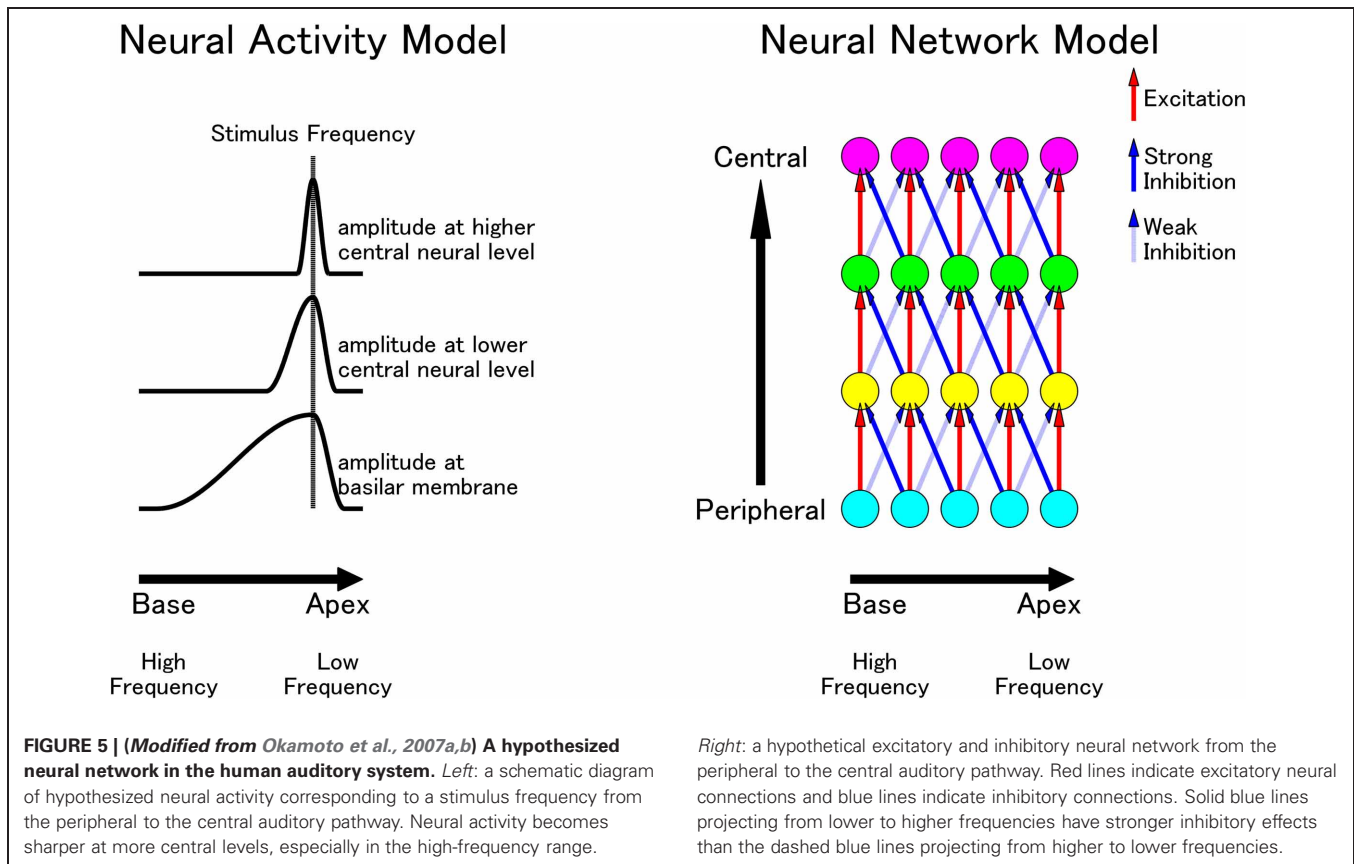 Neural Activity Model
Stimulus Frequency
amplitude at higher
central neural level
amplitude at lower
central neural level
amplitude at
basilar membrane
Base
Apex
High
Frequency
Low
Frequency
Neural Network Model
Excitation
Strong
Inhibition
Weak
Inhibition
Central
Peripheral
Base
Apex
High
Frequency
Low
Frequency
FIGURE 5 | (Modified from Okamoto et al., 2007a,b) A hypothesized
neural network in the human auditory system. Left: a schematic diagram
of hypothesized neural activity corresponding to a stimulus frequency from
the peripheral to the central auditory pathway. Neural activity becomes
sharper at more central levels, especially in the high-frequency range.
Right: a hypothetical excitatory and inhibitory neural network from the
peripheral to the central auditory pathway. Red lines indicate excitatory neural
connections and blue lines indicate inhibitory connections. Solid blue lines
projecting from lower to higher frequencies have stronger inhibitory effects
than the dashed blue lines projecting from higher to lower frequencies.